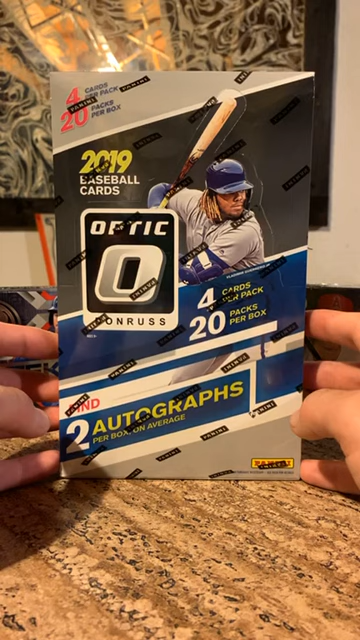 4 CARDS PER PACK
20 PACKS PER BOX
2019
BASEBALL
CARDS
OPTIC
O
DONRUSS
4 CARDS PER PACK
20 PACKS PER BOX
FIND
2 AUTOGRAPHS
PER BOX, ON AVERAGE
PANINI